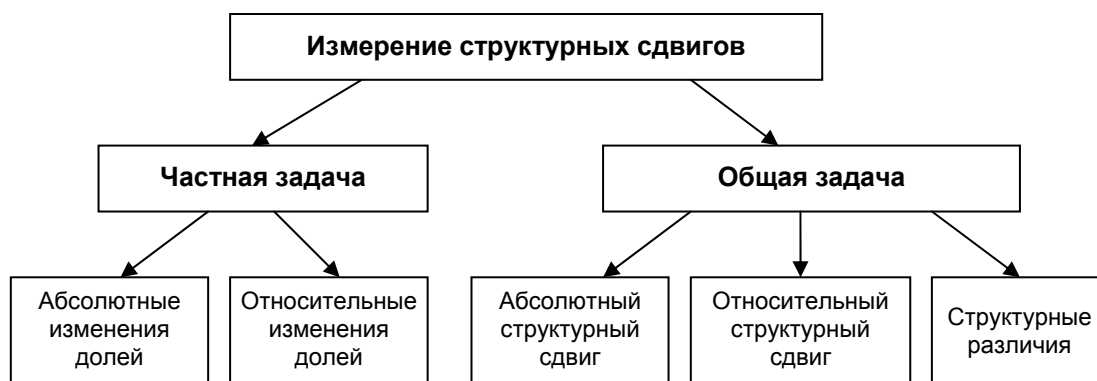 Измерение структурных сдвигов
Частная задача
Общая задача
Абсолютные
изменения
долей
Относительные
изменения
долей
Абсолютный
структурный
сдвиг
Относительный
структурный
сдвиг
Структурные
различия